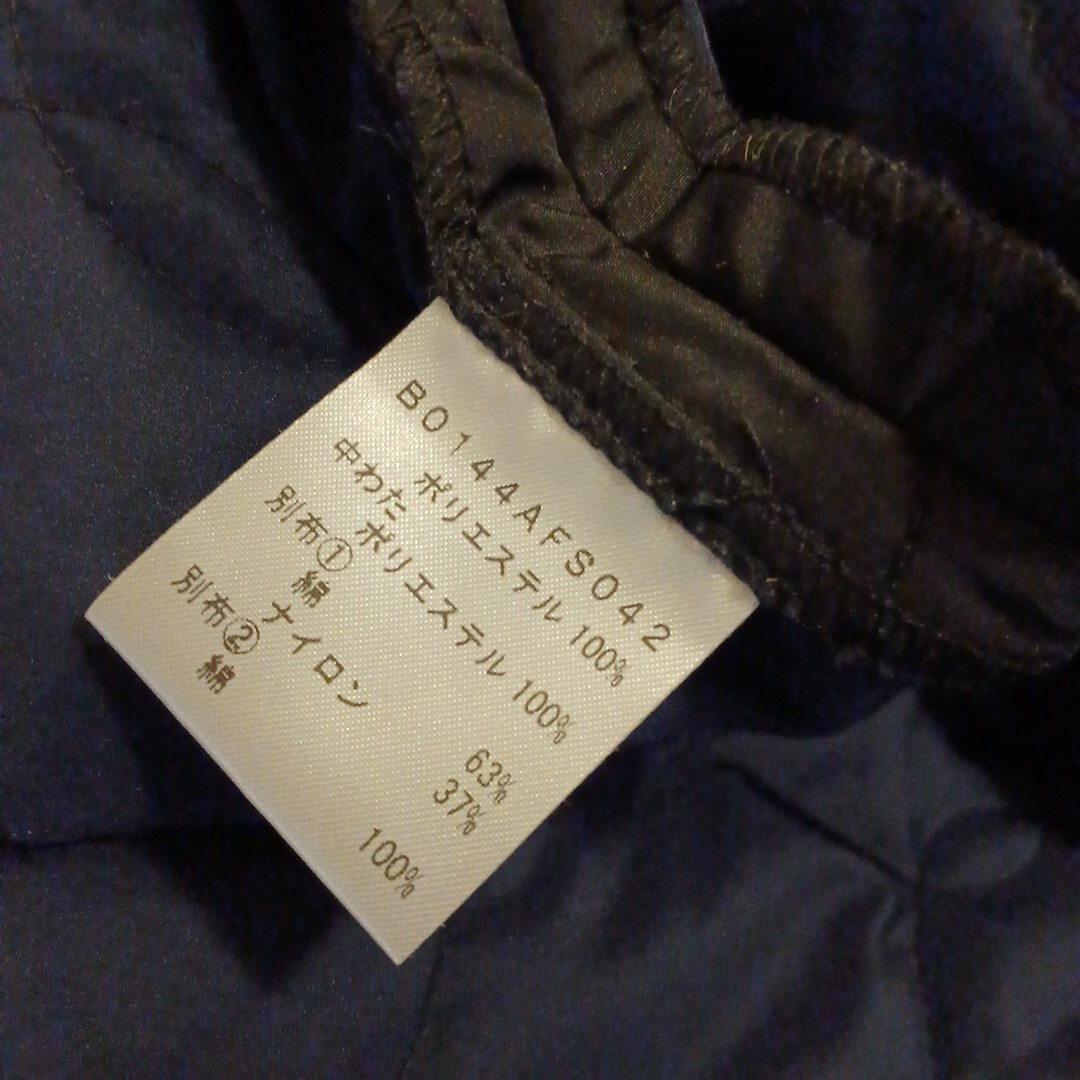 B0144AFS042
ポリエステル 100%
中わた ポリエステル 100%
別布① 綿 63%
ナイロン 37%
別布② 綿 100%